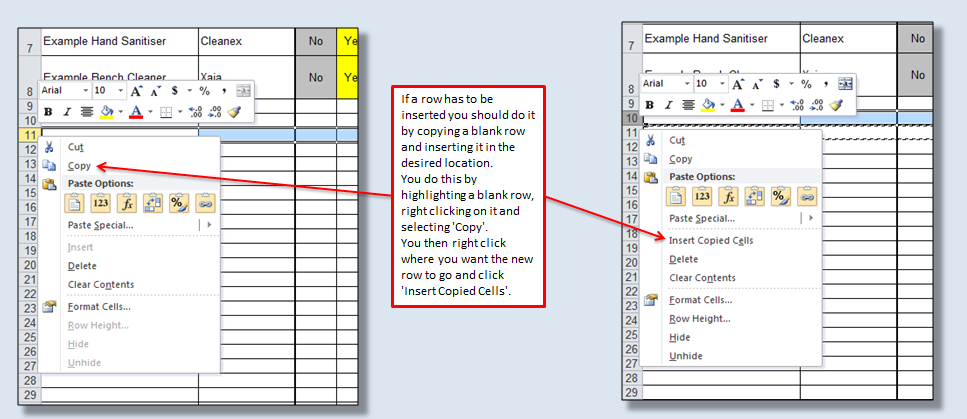 7 Example Hand Sanitiser Cleanex No Ye
8 Example Bench Cleaner Xaia No Ye
Arial 10 A A $ % ,
9 B I A .00 .0
10
11
12 Cut
13 Copy
14 Paste Options:
15 123 fx %
16
17 Paste Special...
18
19 Insert
20 Delete
21 Clear Contents
22
23 Format Cells...
24 Row Height...
25 Hide
26
27 Unhide
28
29
If a row has to be
inserted you should do it
by copying a blank row
and inserting it in the
desired location.
You do this by
highlighting a blank row,
right clicking on it and
selecting 'Copy'.
You then right click
where you want the new
row to go and click
'Insert Copied Cells'.
7 Example Hand Sanitiser Cleanex No
8 No
Arial 10 A A $ % ,
9 B I A .00 .0
10
11 Cut
12
13 Copy
14 Paste Options:
15 123 fx %
16
17 Paste Special...
18 Insert Copied Cells
19
20 Delete
21 Clear Contents
22
23 Format Cells...
24 Row Height...
25 Hide
26 Unhide
27
28
29